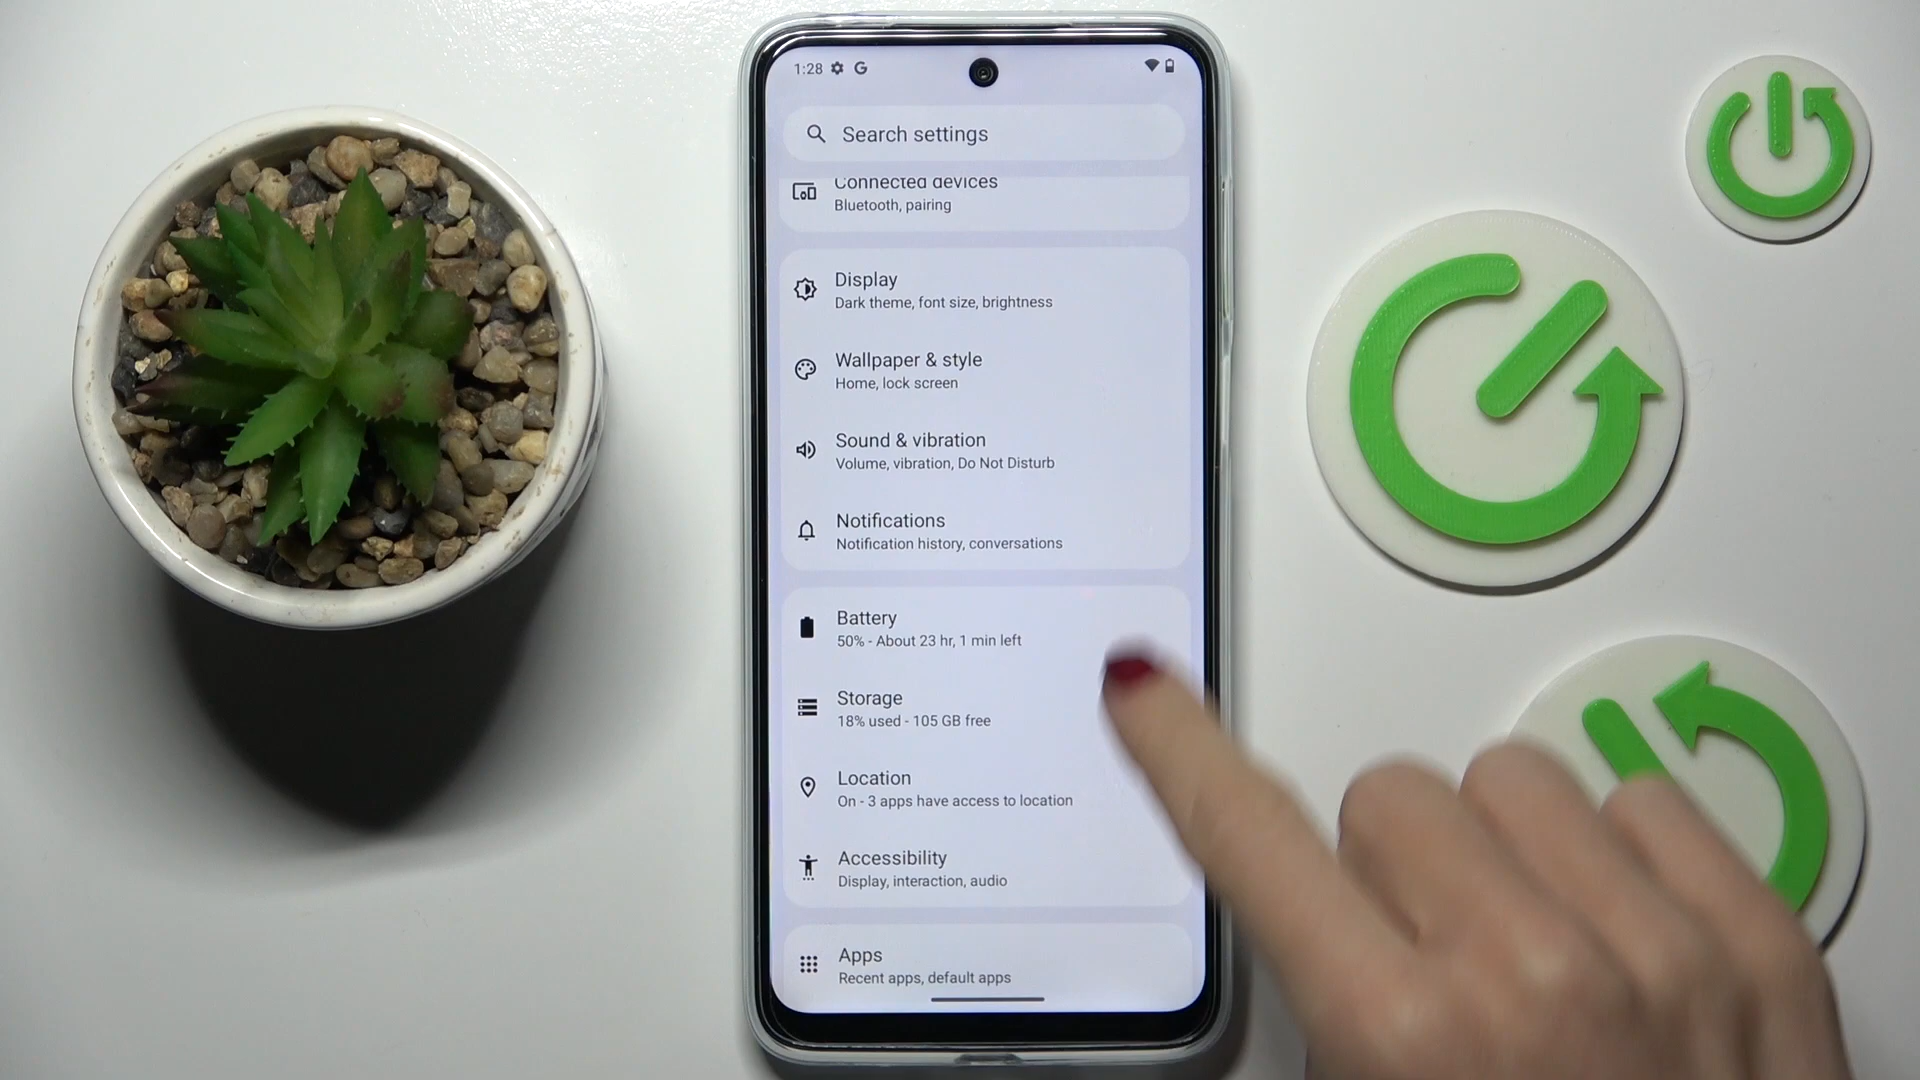 1:28
Search settings
Connected devices
Bluetooth, pairing
Display
Dark theme, font size, brightness
Wallpaper & style
Home, lock screen
Sound & vibration
Volume, vibration, Do Not Disturb
Notifications
Notification history, conversations
Battery
50% - About 23 hr, 1 min left
Storage
18% used - 105 GB free
Location
On - 3 apps have access to location
Accessibility
Display, interaction, audio
Apps
Recent apps, default apps